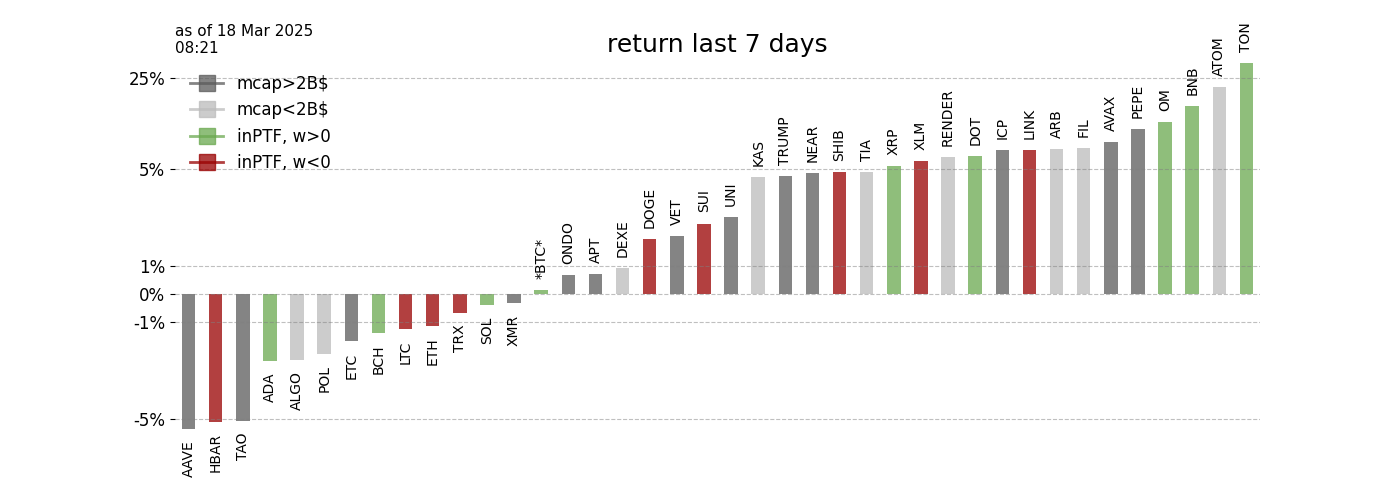 as of 18 Mar 2025
08:21
return last 7 days
mcap>2B$
mcap<2B$
inPTF, w>0
inPTF, w<0
25%
5%
1%
0%
-1%
-5%
AAVE
HBAR
TAO
ADA
ALGO
POL
ETC
BCH
LTC
ETH
TRX
SOL
XMR
*BTC*
ONDO
APT
DEXE
DOGE
VET
SUI
UNI
KAS
TRUMP
NEAR
SHIB
TIA
XRP
XLM
RENDER
DOT
ICP
LINK
ARB
FIL
AVAX
PEPE
OM
BNB
ATOM
TON